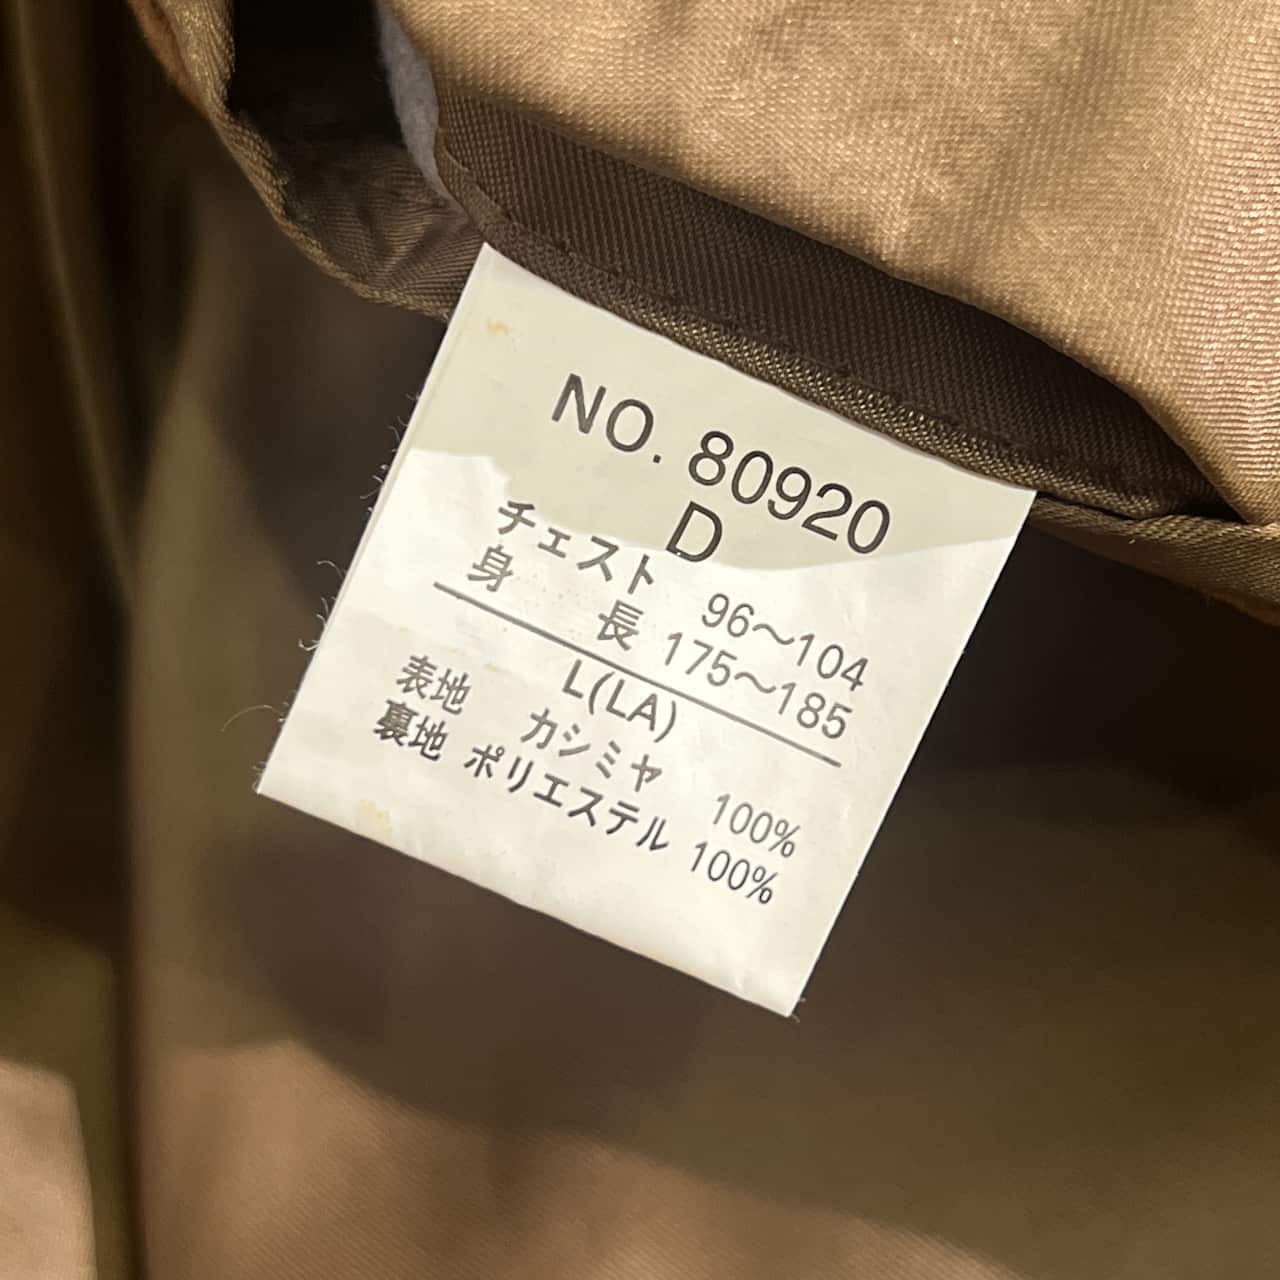 NO. 80920
D
チェスト 96〜104
身 長 175〜185
L(LA)
表地 カシミヤ 100%
裏地 ポリエステル 100%